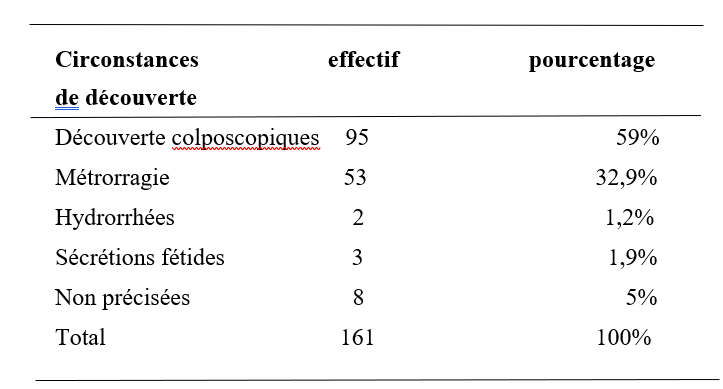 Circonstances effectif pourcentage
de découverte
Découverte colposcopiques 95 59%
Métrorragie 53 32,9%
Hydrorrhées 2 1,2%
Sécrétions fétides 3 1,9%
Non précisées 8 5%
Total 161 100%